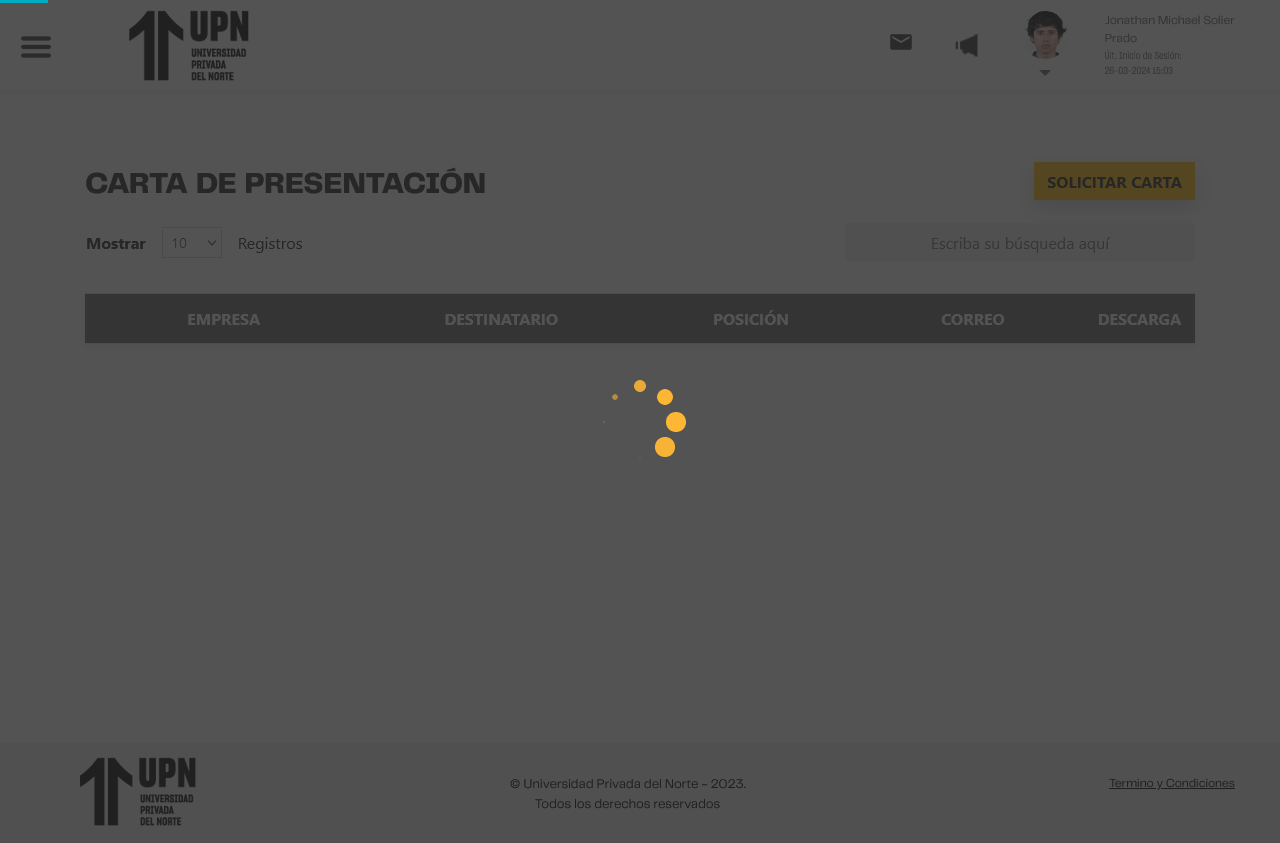 UPN
UNIVERSIDAD
PRIVADA
DEL NORTE
Jonathan Michael Solier
Prado
Últ. Inicio de Sesión:
26-03-2024 15:03
CARTA DE PRESENTACIÓN
SOLICITAR CARTA
Mostrar 10 Registros
Escriba su búsqueda aquí
EMPRESA DESTINATARIO POSICIÓN CORREO DESCARGA
UPN
UNIVERSIDAD
PRIVADA
DEL NORTE
© Universidad Privada del Norte - 2023.
Todos los derechos reservados
Termino y Condiciones